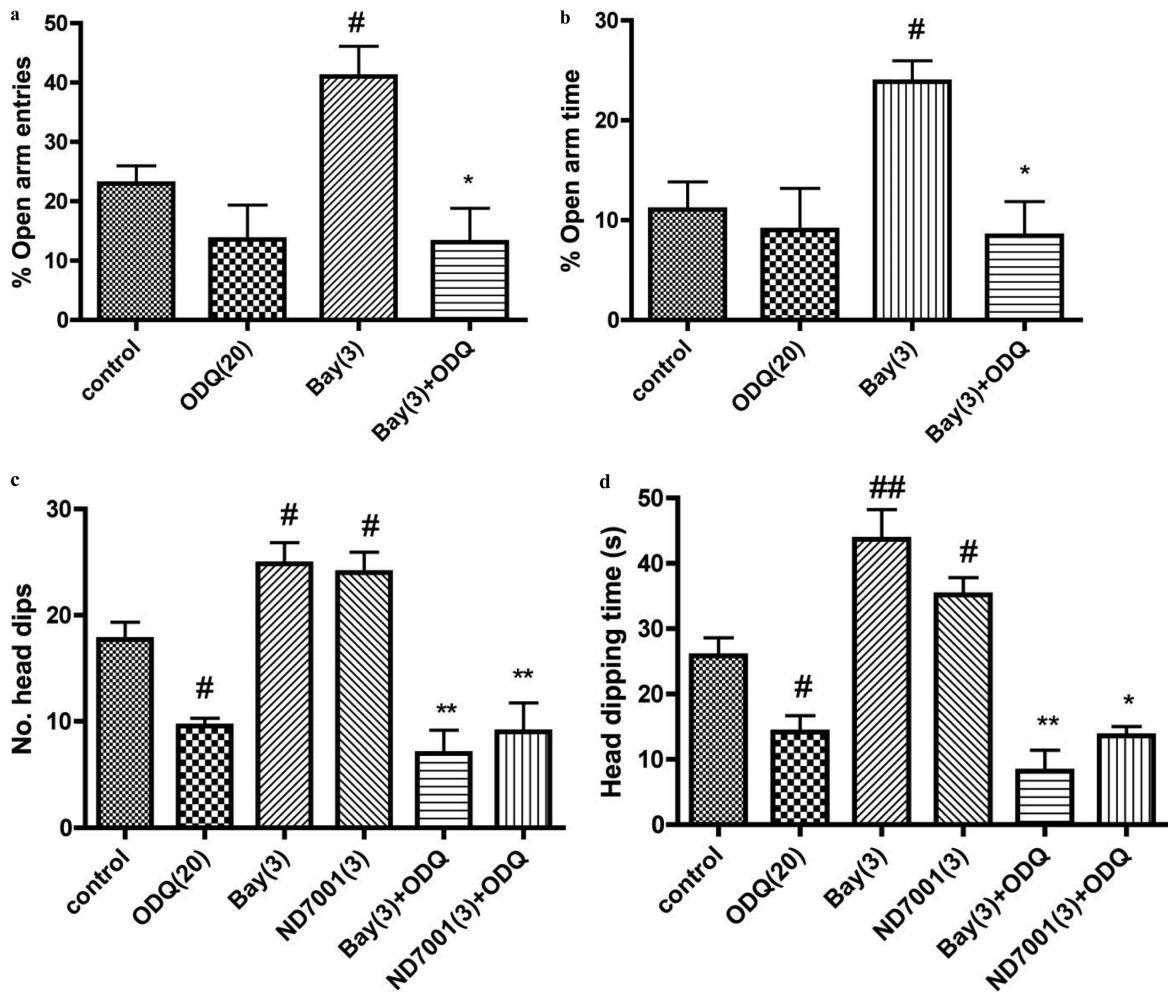 a
% Open arm entries
50
40
30
20
10
0
#
*
control
ODQ(20)
Bay(3)
Bay(3)+ODQ
b
% Open arm time
30
20
10
0
#
*
control
ODQ(20)
Bay(3)
Bay(3)+ODQ
c
No. head dips
30
20
10
0
#
#
#
**
**
control
ODQ(20)
Bay(3)
ND7001(3)
Bay(3)+ODQ
ND7001(3)+ODQ
d
Head dipping time (s)
50
40
30
20
10
0
#
##
#
**
*
control
ODQ(20)
Bay(3)
ND7001(3)
Bay(3)+ODQ
ND7001(3)+ODQ